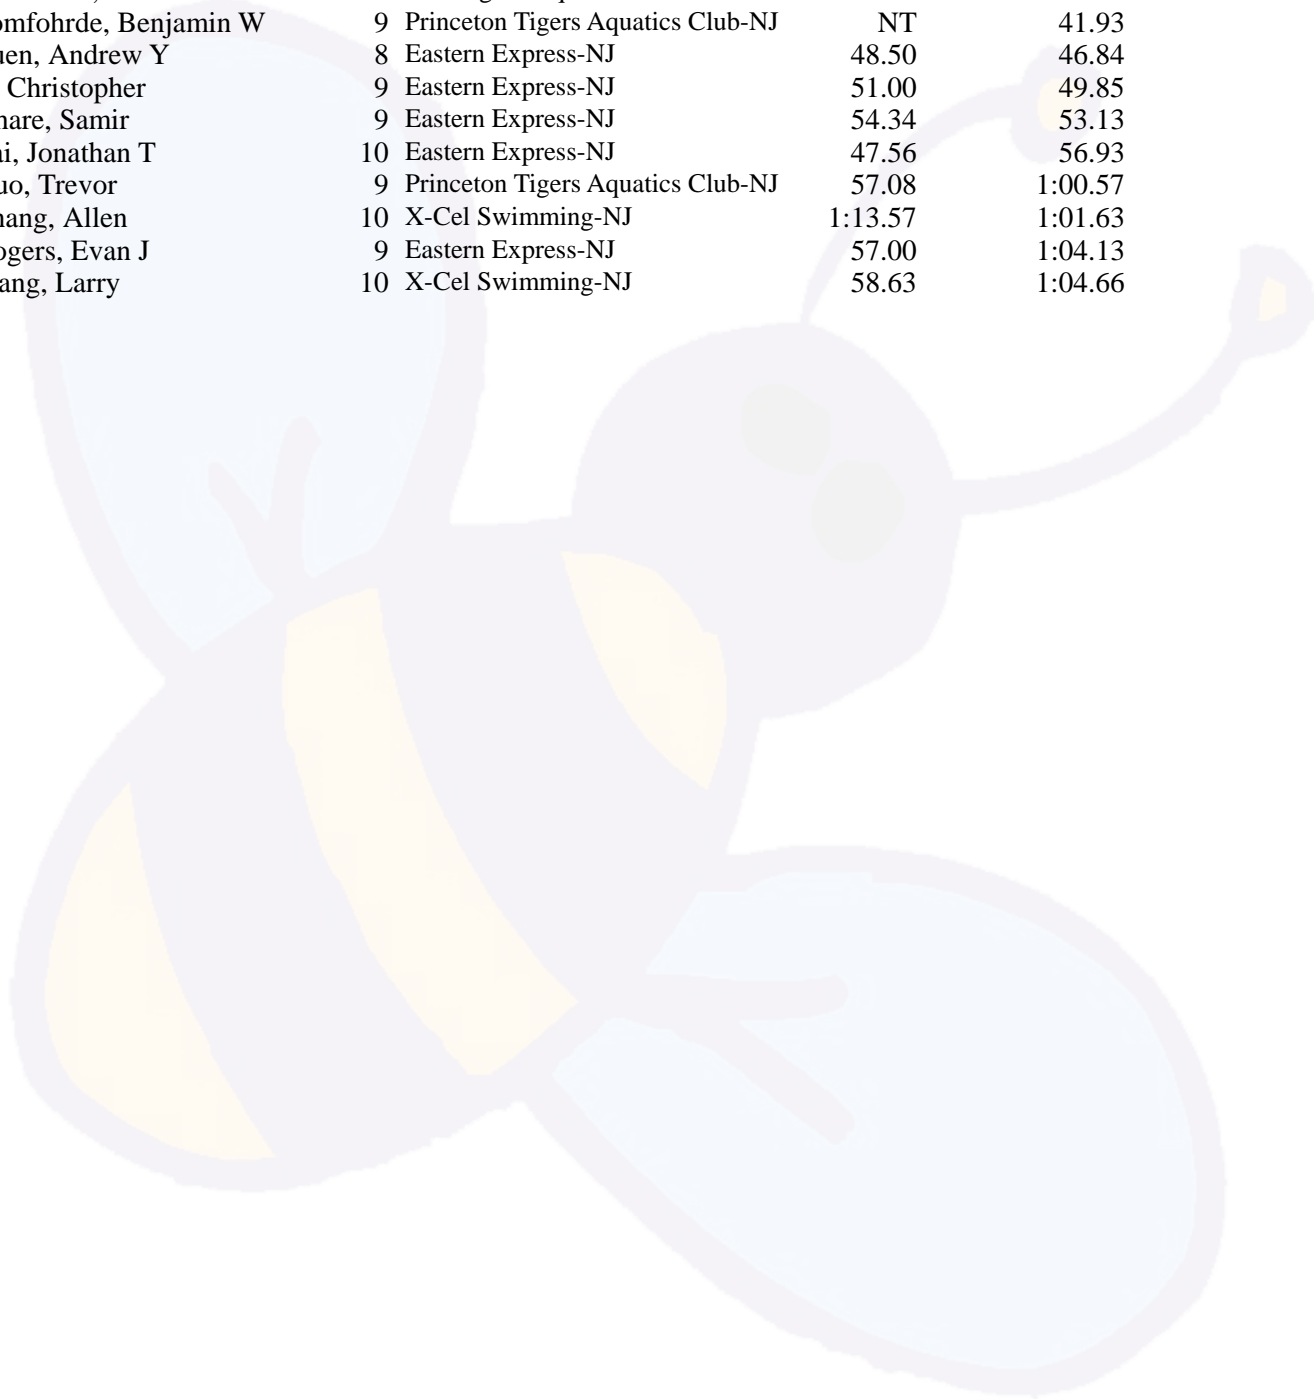 omfohrde, Benjamin W 9 Princeton Tigers Aquatics Club-NJ NT 41.93
uen, Andrew Y 8 Eastern Express-NJ 48.50 46.84
Christopher 9 Eastern Express-NJ 51.00 49.85
hare, Samir 9 Eastern Express-NJ 54.34 53.13
ai, Jonathan T 10 Eastern Express-NJ 47.56 56.93
uo, Trevor 9 Princeton Tigers Aquatics Club-NJ 57.08 1:00.57
hang, Allen 10 X-Cel Swimming-NJ 1:13.57 1:01.63
ogers, Evan J 9 Eastern Express-NJ 57.00 1:04.13
ang, Larry 10 X-Cel Swimming-NJ 58.63 1:04.66